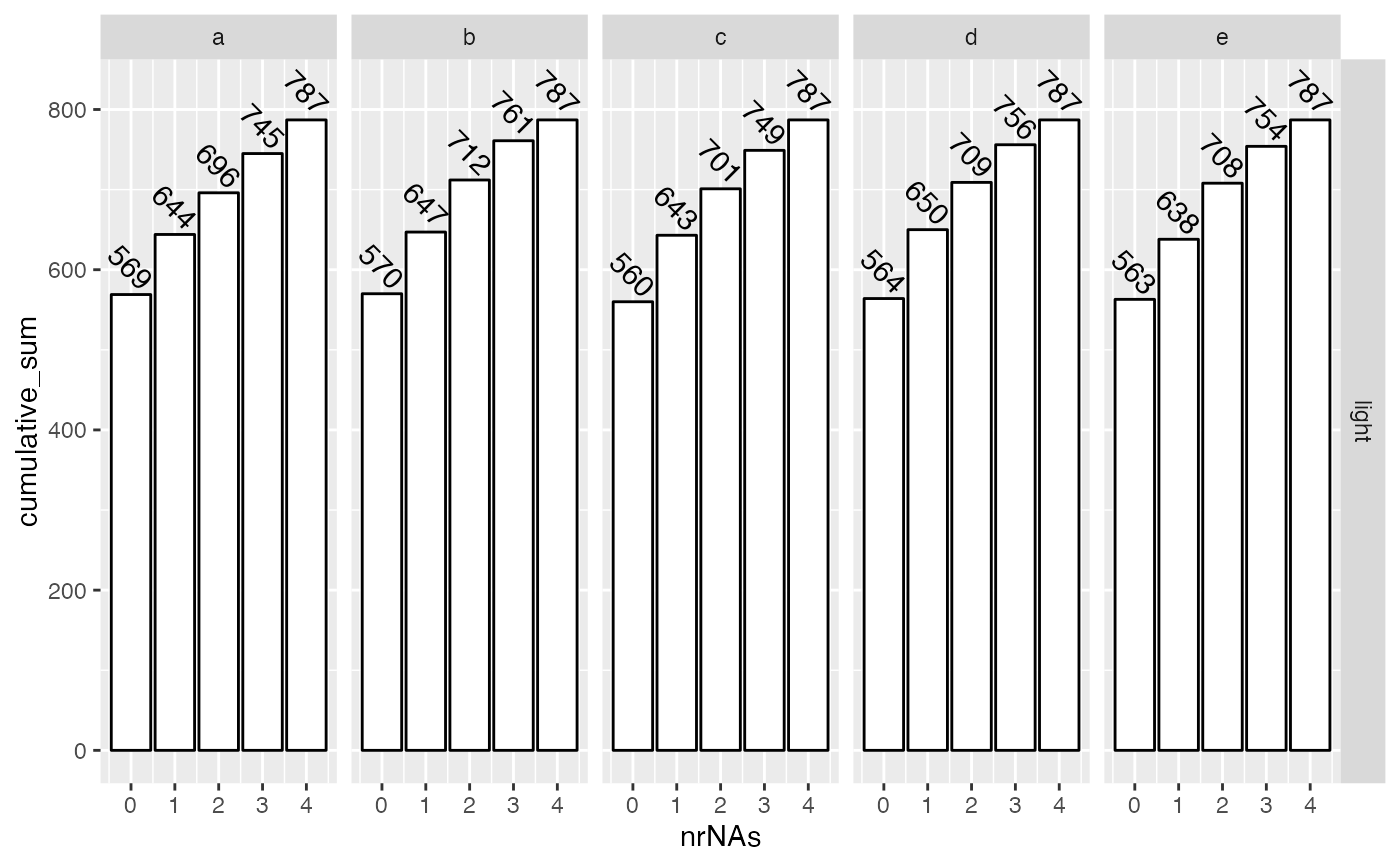 a b c d e
787 787 787 787 787
745 761 749 756 754
696 712 701 709 708
644 647 643 650 638
569 570 560 564 563
800
600
400
200
0
cumulative_sum
light
0 1 2 3 4 0 1 2 3 4 0 1 2 3 4 0 1 2 3 4 0 1 2 3 4
nrNAs